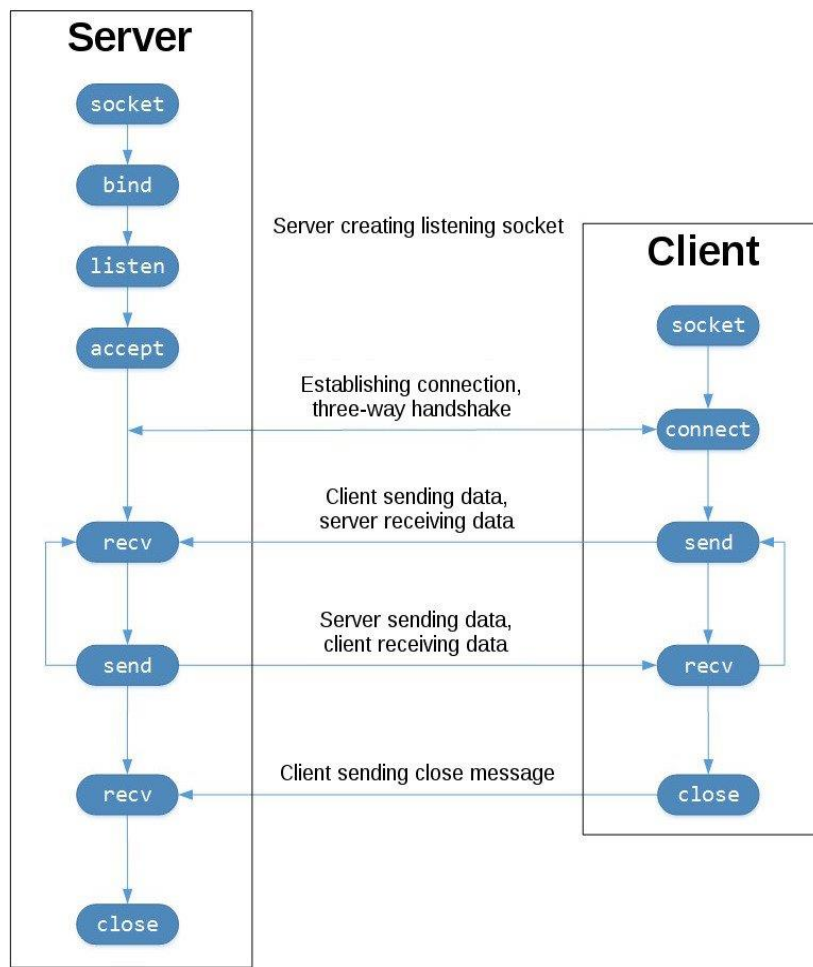 Server
socket
bind
Server creating listening socket
listen
Client
socket
accept
Establishing connection,
three-way handshake
connect
Client sending data,
server receiving data
recv
send
Server sending data,
client receiving data
send
recv
Client sending close message
recv
close
close